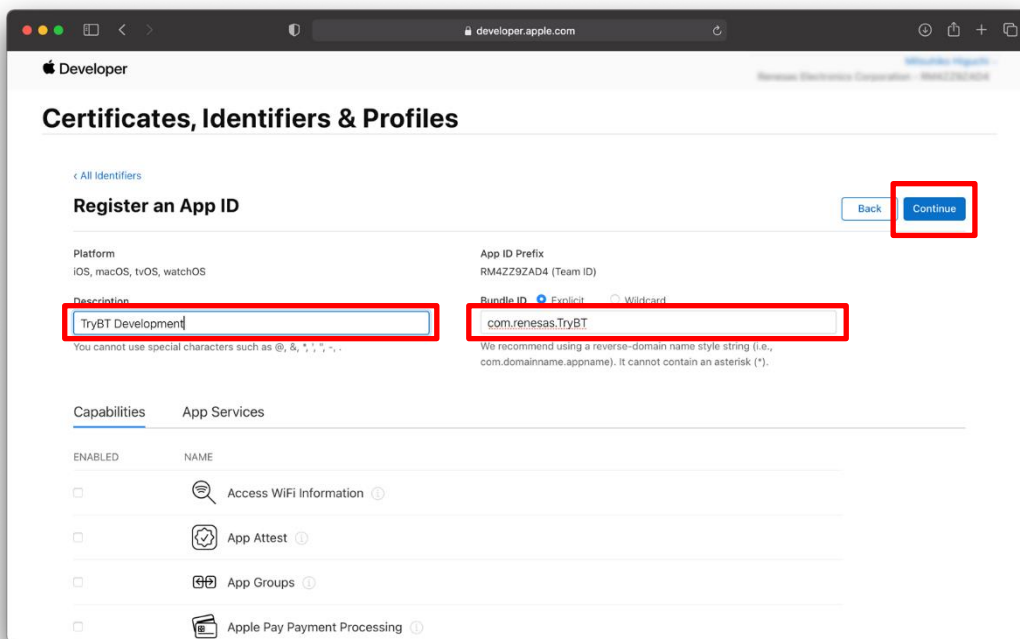 developer.apple.com
Developer
Certificates, Identifiers & Profiles
‹ All Identifiers
Register an App ID
Back
Continue
Platform
iOS, macOS, tvOS, watchOS
App ID Prefix
RM4ZZ9ZAD4 (Team ID)
Description
TryBT Development
You cannot use special characters such as @, &, *, ', ", -, .
Bundle ID Explicit Wildcard
com.renesas.TryBT
We recommend using a reverse-domain name style string (i.e.,
com.domainname.appname). It cannot contain an asterisk (*).
Capabilities App Services
ENABLED NAME
Access WiFi Information
App Attest
App Groups
Apple Pay Payment Processing